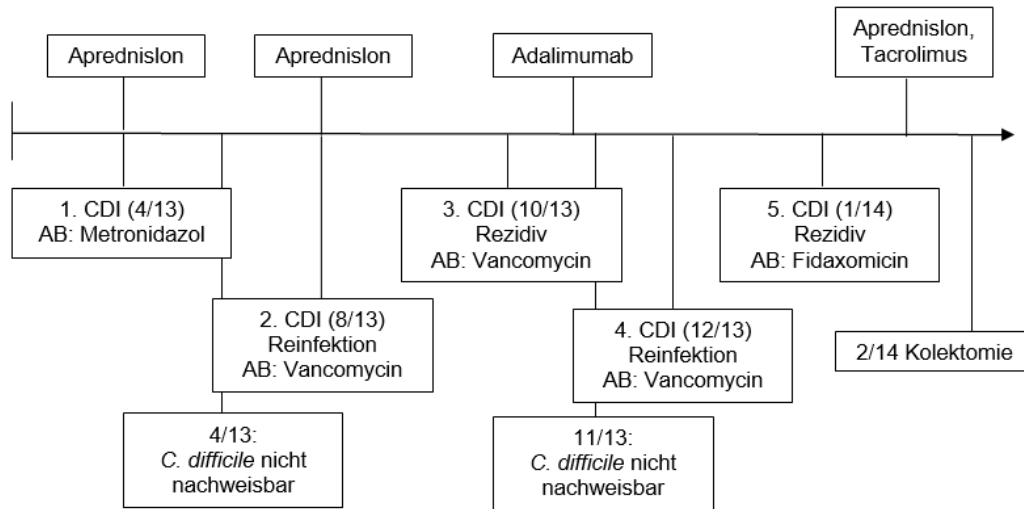 Aprednislon
Aprednislon
Adalimumab
Aprednislon,
Tacrolimus
1. CDI (4/13)
AB: Metronidazol
3. CDI (10/13)
Rezidiv
AB: Vancomycin
5. CDI (1/14)
Rezidiv
AB: Fidaxomicin
2. CDI (8/13)
Reinfektion
AB: Vancomycin
4. CDI (12/13)
Reinfektion
AB: Vancomycin
2/14 Kolektomie
4/13:
C. difficile nicht
nachweisbar
11/13:
C. difficile nicht
nachweisbar